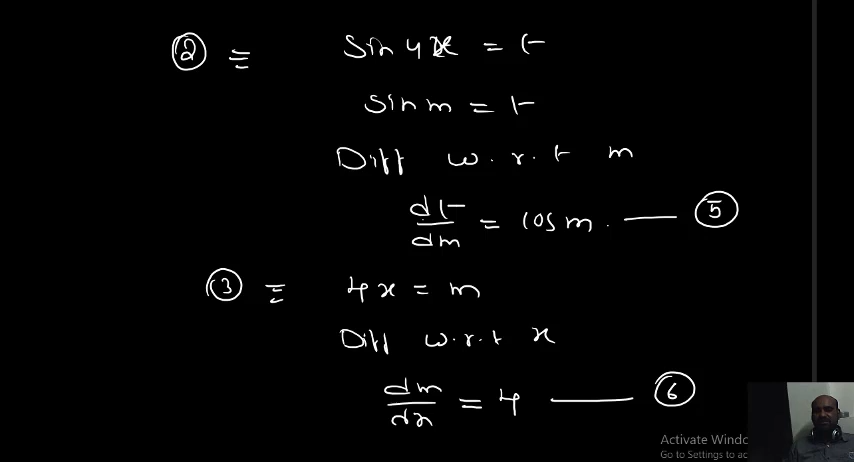 ② ≡ Sin 4x = t
Sin m = t
Diff w.r.t m
dt/dm = cos m. — ⑤
③ ≡ 4x = m
Diff w.r.t x
dm/dx = 4 — ⑥
Activate Windo
Go to Settings to ac